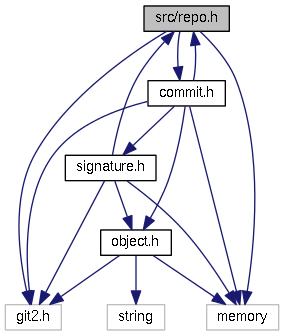 src/repo.h
commit.h
signature.h
object.h
git2.h
string
memory